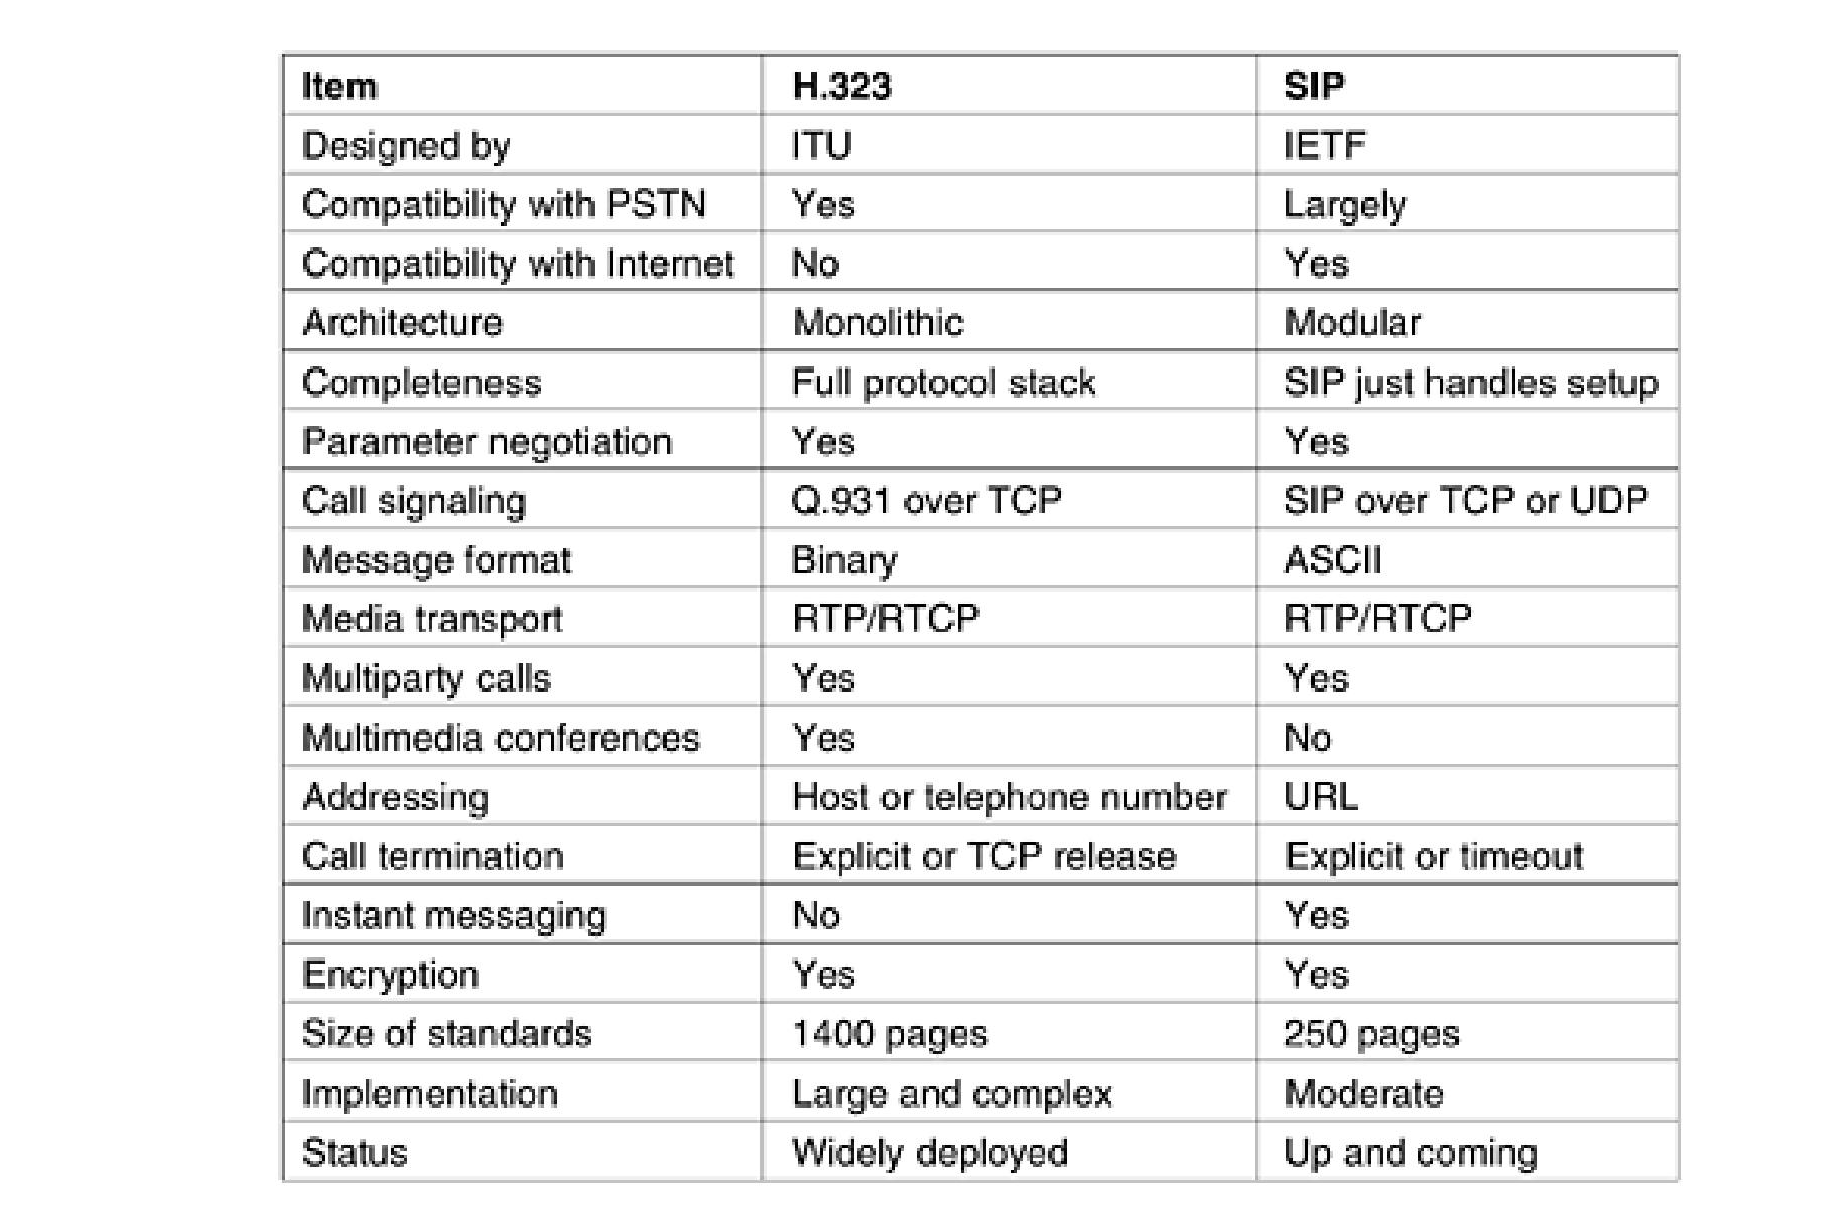 Item H.323 SIP
Designed by ITU IETF
Compatibility with PSTN Yes Largely
Compatibility with Internet No Yes
Architecture Monolithic Modular
Completeness Full protocol stack SIP just handles setup
Parameter negotiation Yes Yes
Call signaling Q.931 over TCP SIP over TCP or UDP
Message format Binary ASCII
Media transport RTP/RTCP RTP/RTCP
Multiparty calls Yes Yes
Multimedia conferences Yes No
Addressing Host or telephone number URL
Call termination Explicit or TCP release Explicit or timeout
Instant messaging No Yes
Encryption Yes Yes
Size of standards 1400 pages 250 pages
Implementation Large and complex Moderate
Status Widely deployed Up and coming